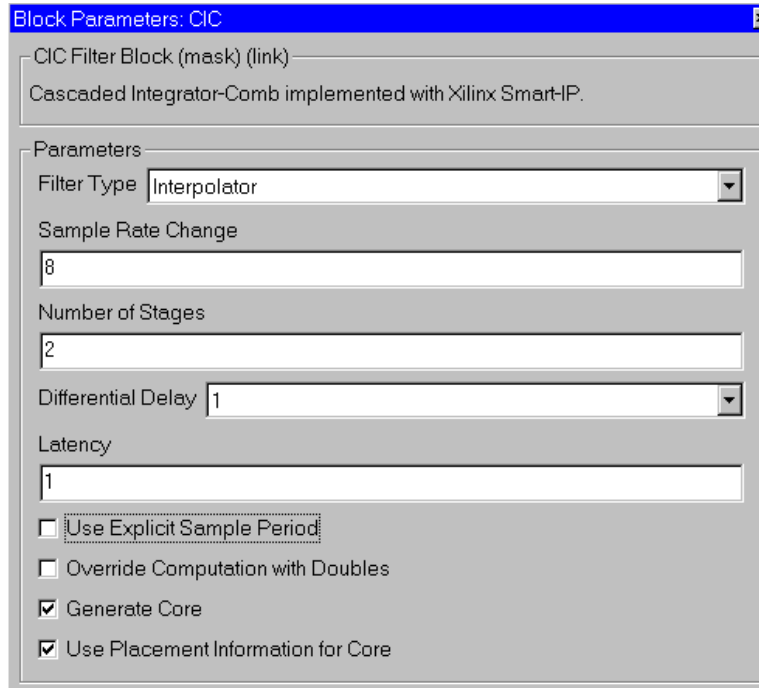 Block Parameters: CIC
CIC Filter Block (mask) (link)
Cascaded Integrator-Comb implemented with Xilinx Smart-IP.
Parameters
Filter Type Interpolator
Sample Rate Change
8
Number of Stages
2
Differential Delay 1
Latency
1
Use Explicit Sample Period
Override Computation with Doubles
Generate Core
Use Placement Information for Core